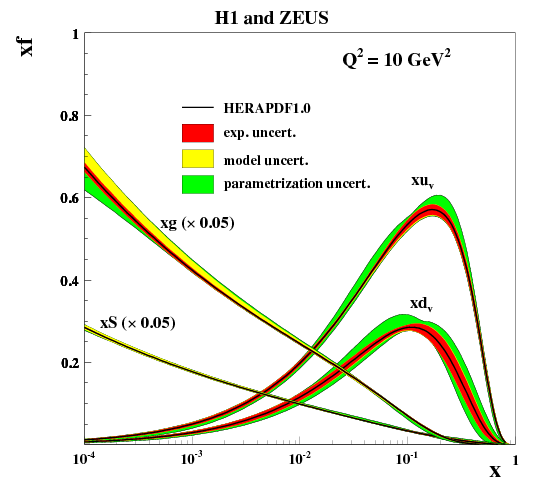 H1 and ZEUS
xf
1
Q² = 10 GeV²
0.8
HERAPDF1.0
exp. uncert.
model uncert.
parametrization uncert.
xuᵥ
0.6
xg (× 0.05)
0.4
xdᵥ
xS (× 0.05)
0.2
10⁻⁴ 10⁻³ 10⁻² 10⁻¹ 1
x